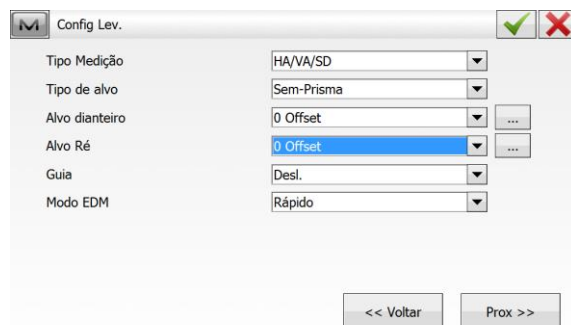 Config Lev.
Tipo Medição HA/VA/SD
Tipo de alvo Sem-Prisma
Alvo dianteiro 0 Offset ...
Alvo Ré 0 Offset ...
Guia Desl.
Modo EDM Rápido
<< Voltar Prox >>